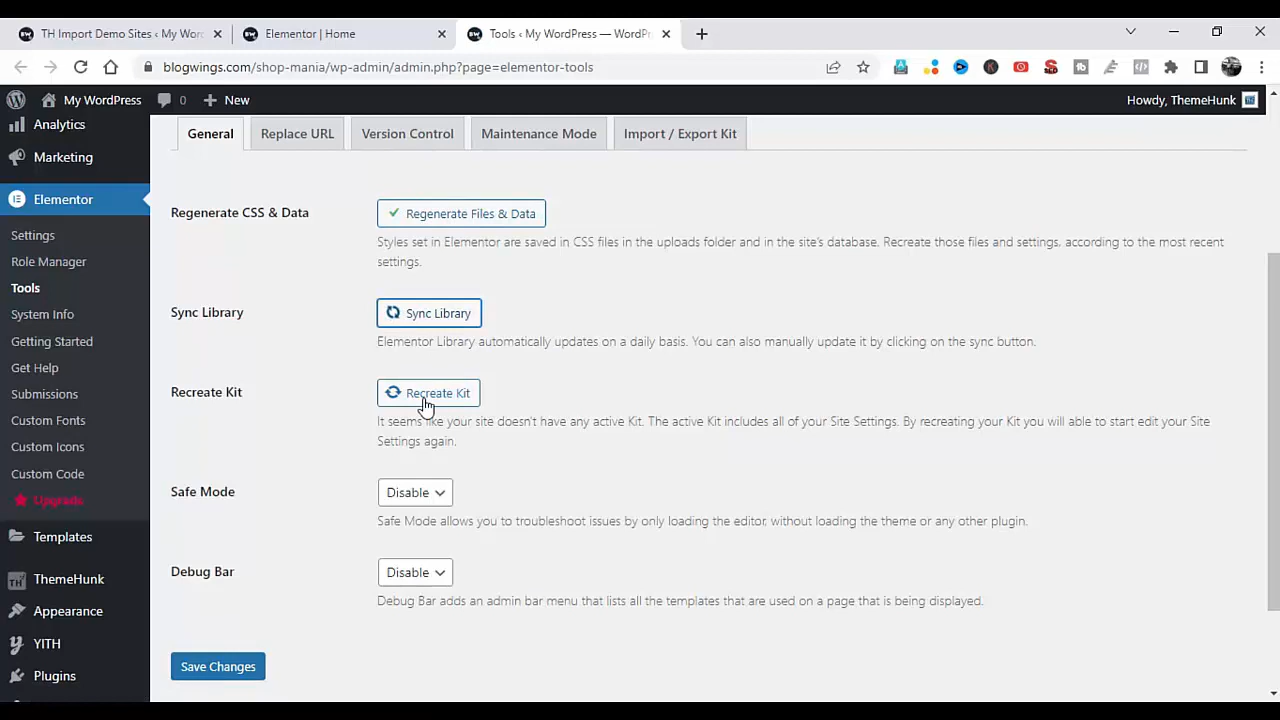 TH Import Demo Sites ‹ My Wor
Elementor | Home
Tools ‹ My WordPress — WordPr
blogwings.com/shop-mania/wp-admin/admin.php?page=elementor-tools
My WordPress
0
New
Howdy, ThemeHunk
Analytics
Marketing
Elementor
Settings
Role Manager
Tools
System Info
Getting Started
Get Help
Submissions
Custom Fonts
Custom Icons
Custom Code
Upgrade
Templates
ThemeHunk
Appearance
YITH
Plugins
General
Replace URL
Version Control
Maintenance Mode
Import / Export Kit
Regenerate CSS & Data
Regenerate Files & Data
Styles set in Elementor are saved in CSS files in the uploads folder and in the site's database. Recreate those files and settings, according to the most recent
settings.
Sync Library
Sync Library
Elementor Library automatically updates on a daily basis. You can also manually update it by clicking on the sync button.
Recreate Kit
Recreate Kit
It seems like your site doesn't have any active Kit. The active Kit includes all of your Site Settings. By recreating your Kit you will able to start edit your Site
Settings again.
Safe Mode
Disable
Safe Mode allows you to troubleshoot issues by only loading the editor, without loading the theme or any other plugin.
Debug Bar
Disable
Debug Bar adds an admin bar menu that lists all the templates that are used on a page that is being displayed.
Save Changes